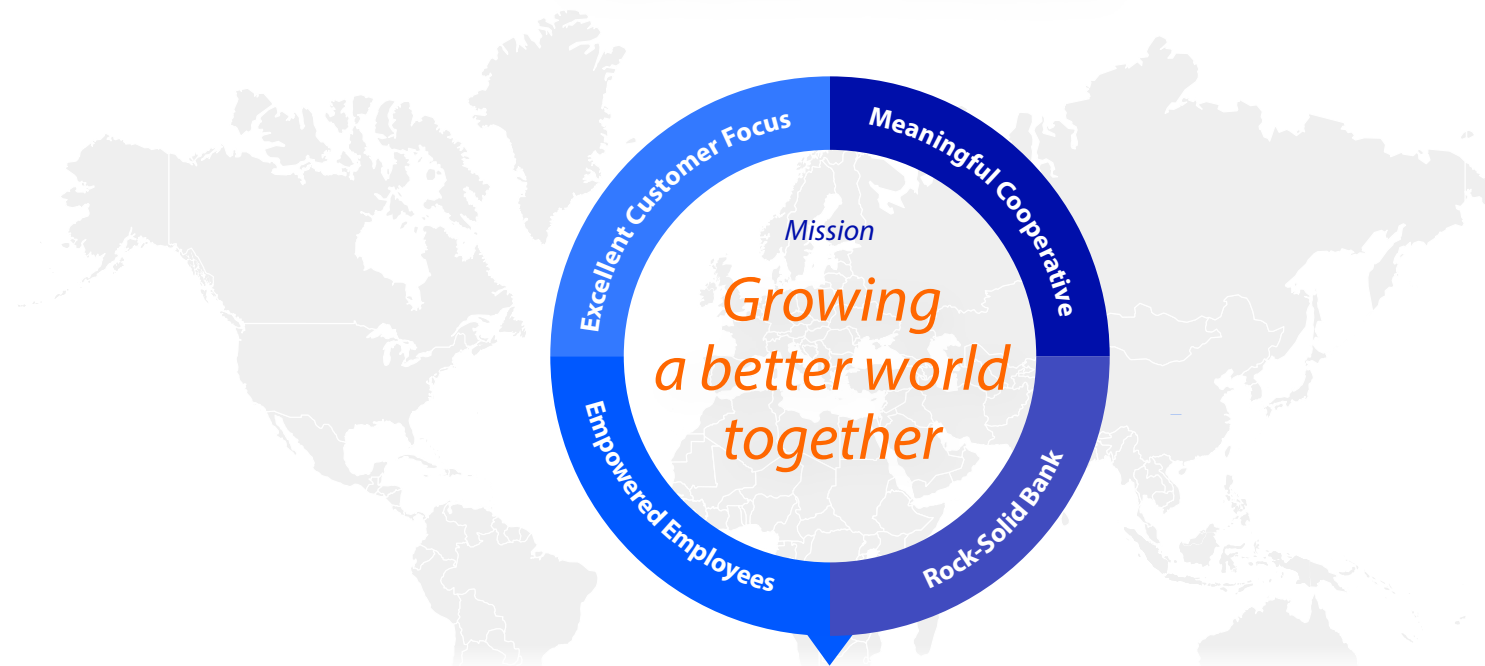 Excellent Customer Focus
Meaningful Cooperative
Mission
Growing
a better world
together
Empowered Employees
Rock-Solid Bank